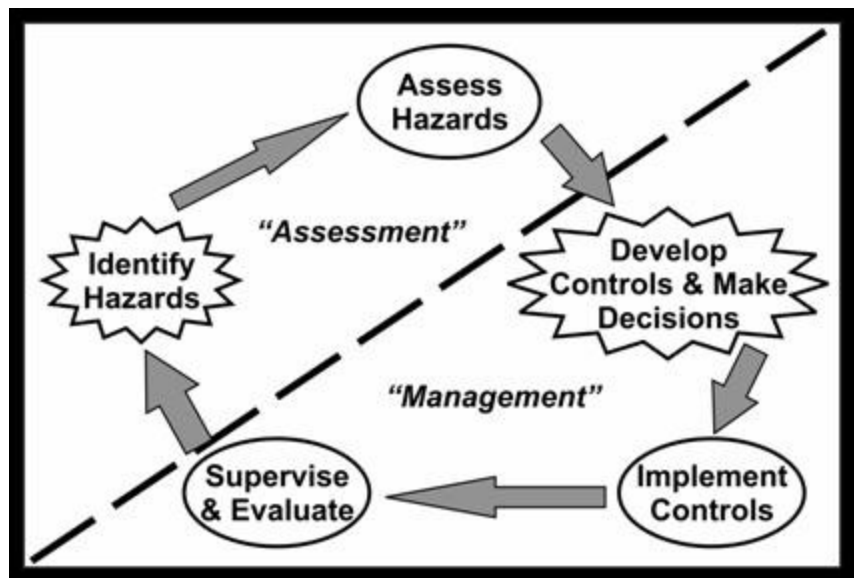 Assess
Hazards
“Assessment”
Identify
Hazards
Develop
Controls & Make
Decisions
“Management”
Supervise
& Evaluate
Implement
Controls